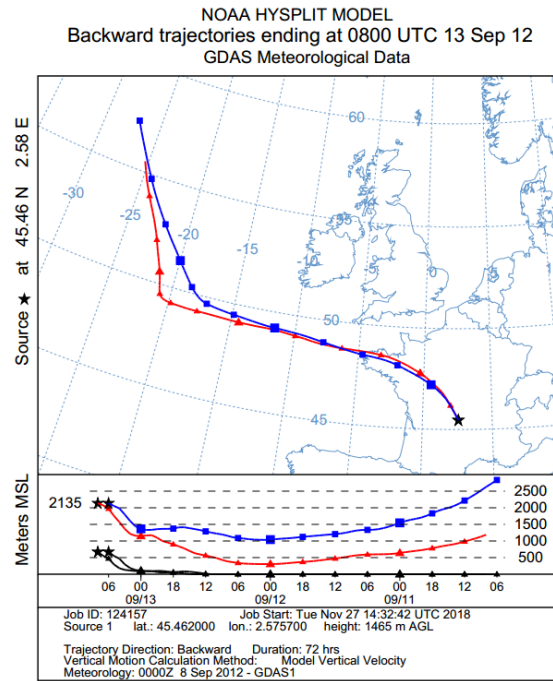 NOAA HYSPLIT MODEL
Backward trajectories ending at 0800 UTC 13 Sep 12
GDAS Meteorological Data
Source ★ at 45.46 N 2.58 E
60
-30
-25
55
-20
-15
-10
-5
0
5
50
45
Meters MSL
2135
2500
2000
1500
1000
500
06 00 18 12 06 00 18 12 06 00 18 12 06
09/13 09/12 09/11
Job ID: 124157 Job Start: Tue Nov 27 14:32:42 UTC 2018
Source 1 lat.: 45.462000 lon.: 2.575700 height: 1465 m AGL
Trajectory Direction: Backward Duration: 72 hrs
Vertical Motion Calculation Method: Model Vertical Velocity
Meteorology: 0000Z 8 Sep 2012 - GDAS1